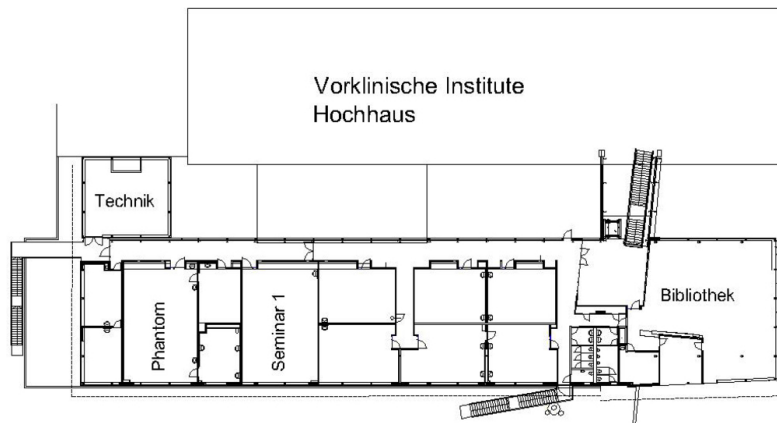 Vorklinische Institute
Hochhaus
Technik
Phantom
Seminar 1
Bibliothek